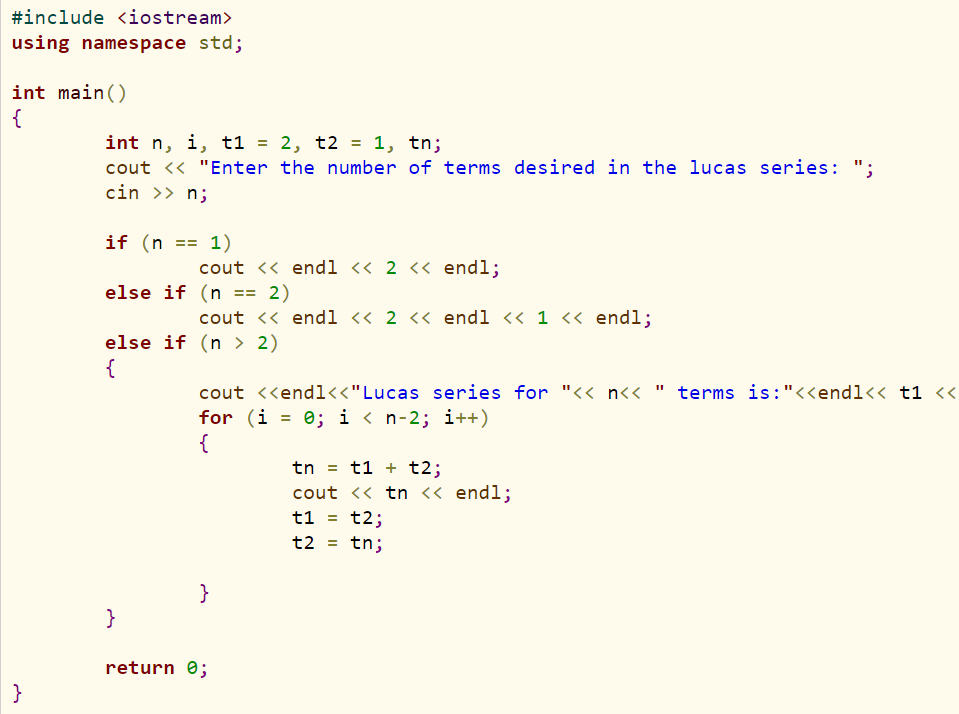 #include <iostream>
using namespace std;

int main()
{
        int n, i, t1 = 2, t2 = 1, tn;
        cout << "Enter the number of terms desired in the lucas series: ";
        cin >> n;

        if (n == 1)
                cout << endl << 2 << endl;
        else if (n == 2)
                cout << endl << 2 << endl << 1 << endl;
        else if (n > 2)
        {
                cout <<endl<<"Lucas series for "<< n<< " terms is:"<<endl<< t1 <<
                for (i = 0; i < n-2; i++)
                {
                        tn = t1 + t2;
                        cout << tn << endl;
                        t1 = t2;
                        t2 = tn;

                }
        }

        return 0;
}